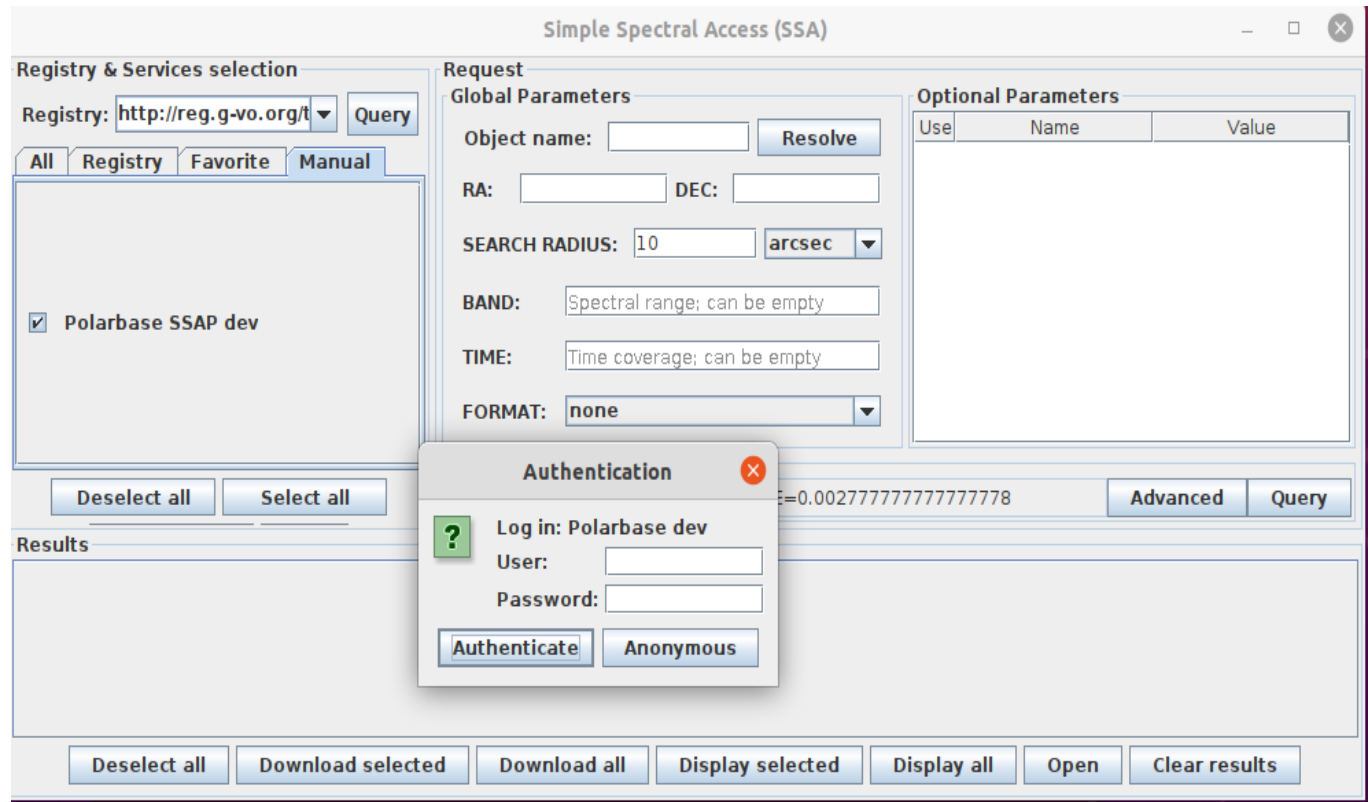 Simple Spectral Access (SSA)
Registry & Services selection
Registry: http://reg.g-vo.org/t Query
All Registry Favorite Manual
Polarbase SSAP dev
Deselect all Select all
Request
Global Parameters
Object name: Resolve
RA: DEC:
SEARCH RADIUS: 10 arcsec
BAND: Spectral range; can be empty
TIME: Time coverage; can be empty
FORMAT: none
Optional Parameters
Use Name Value
=0.002777777777777778 Advanced Query
Authentication
? Log in: Polarbase dev
User:
Password:
Authenticate Anonymous
Results
Deselect all Download selected Download all Display selected Display all Open Clear results